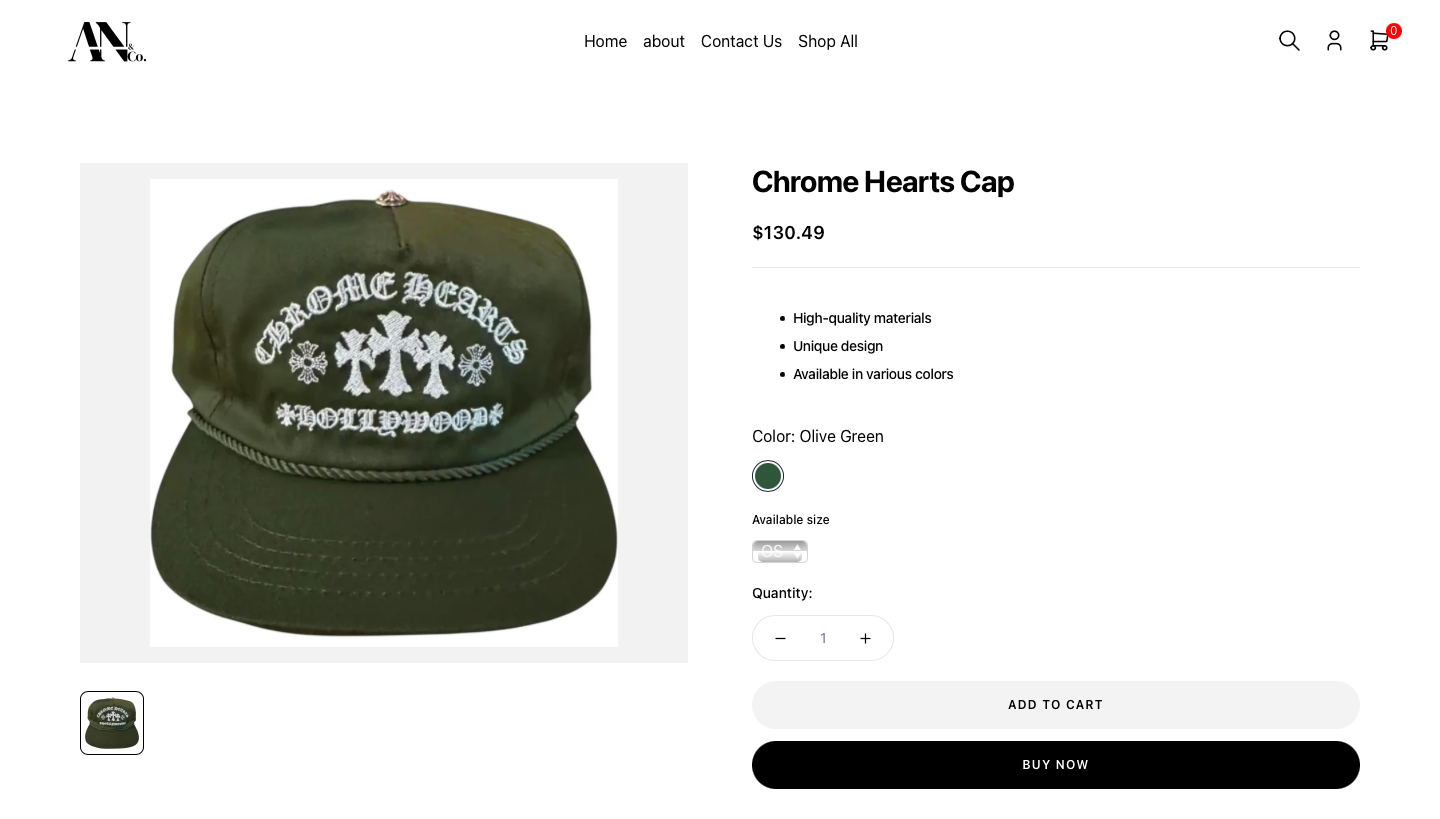 AN
& Co.
Home about Contact Us Shop All
0
CHROME HEARTS
HOLLYWOOD
Chrome Hearts Cap
$130.49
High-quality materials
Unique design
Available in various colors
Color: Olive Green
Available size
OS
Quantity:
1
ADD TO CART
BUY NOW